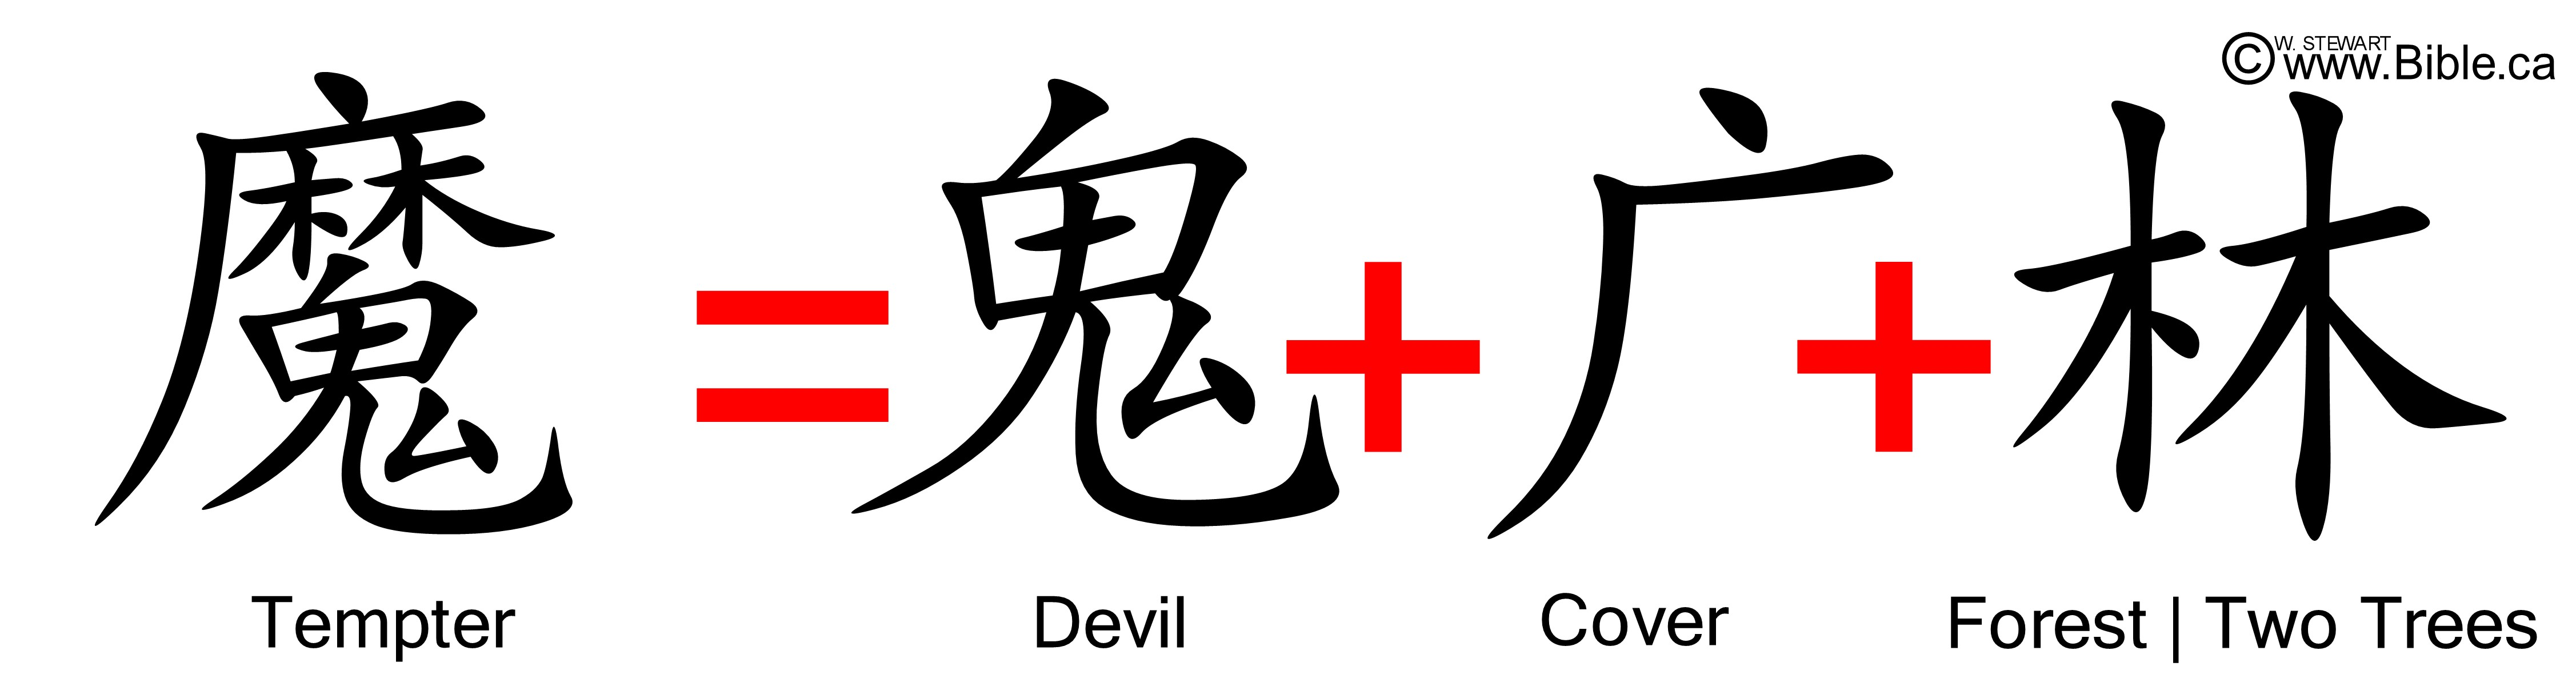 © W. STEWART
www.Bible.ca
魔 = 鬼 + 广 + 林
Tempter Devil Cover Forest | Two Trees